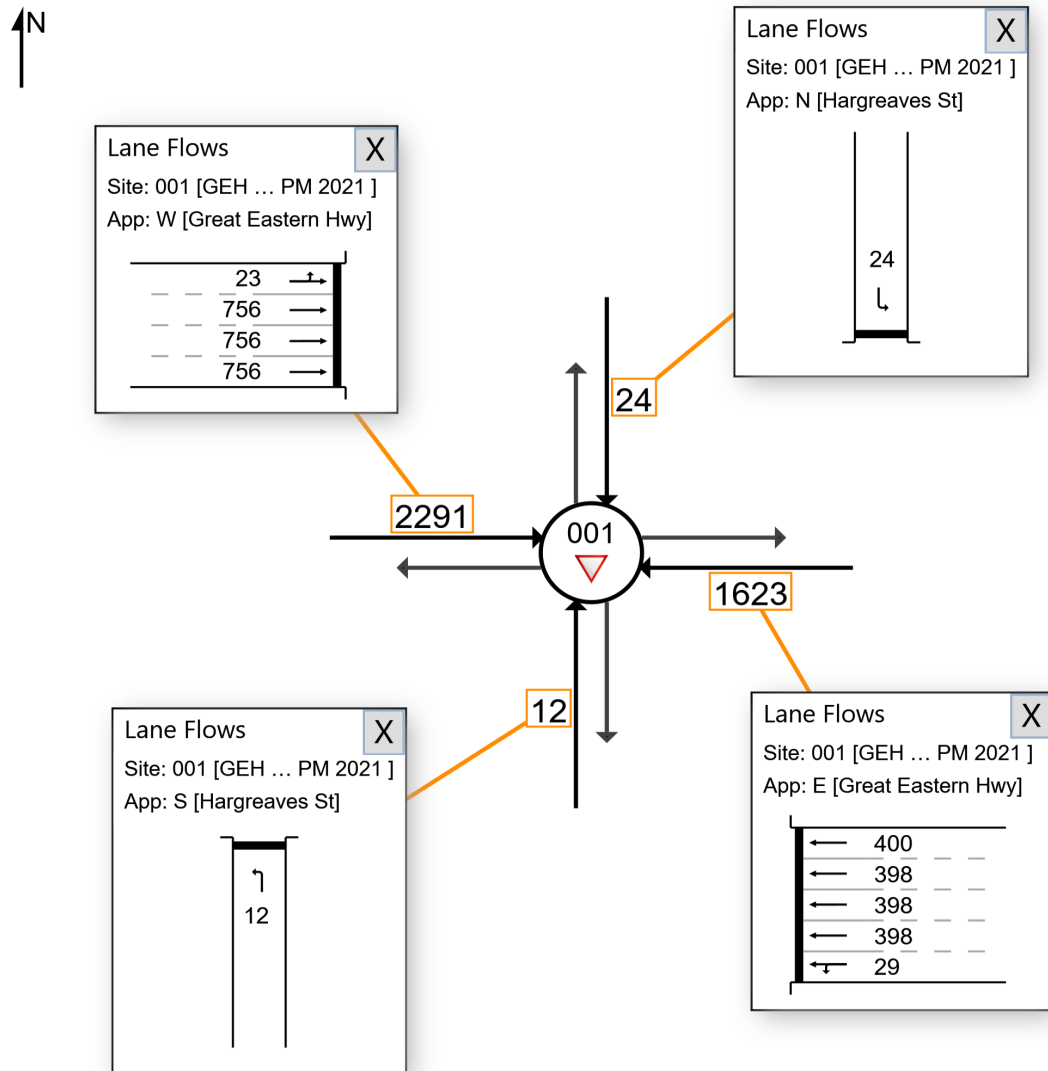 N
Lane Flows
X
Site: 001 [GEH ... PM 2021 ]
App: N [Hargreaves St]
24
Lane Flows
X
Site: 001 [GEH ... PM 2021 ]
App: W [Great Eastern Hwy]
23
756
756
756
24
2291
001
1623
12
Lane Flows
X
Site: 001 [GEH ... PM 2021 ]
App: S [Hargreaves St]
12
Lane Flows
X
Site: 001 [GEH ... PM 2021 ]
App: E [Great Eastern Hwy]
400
398
398
398
29